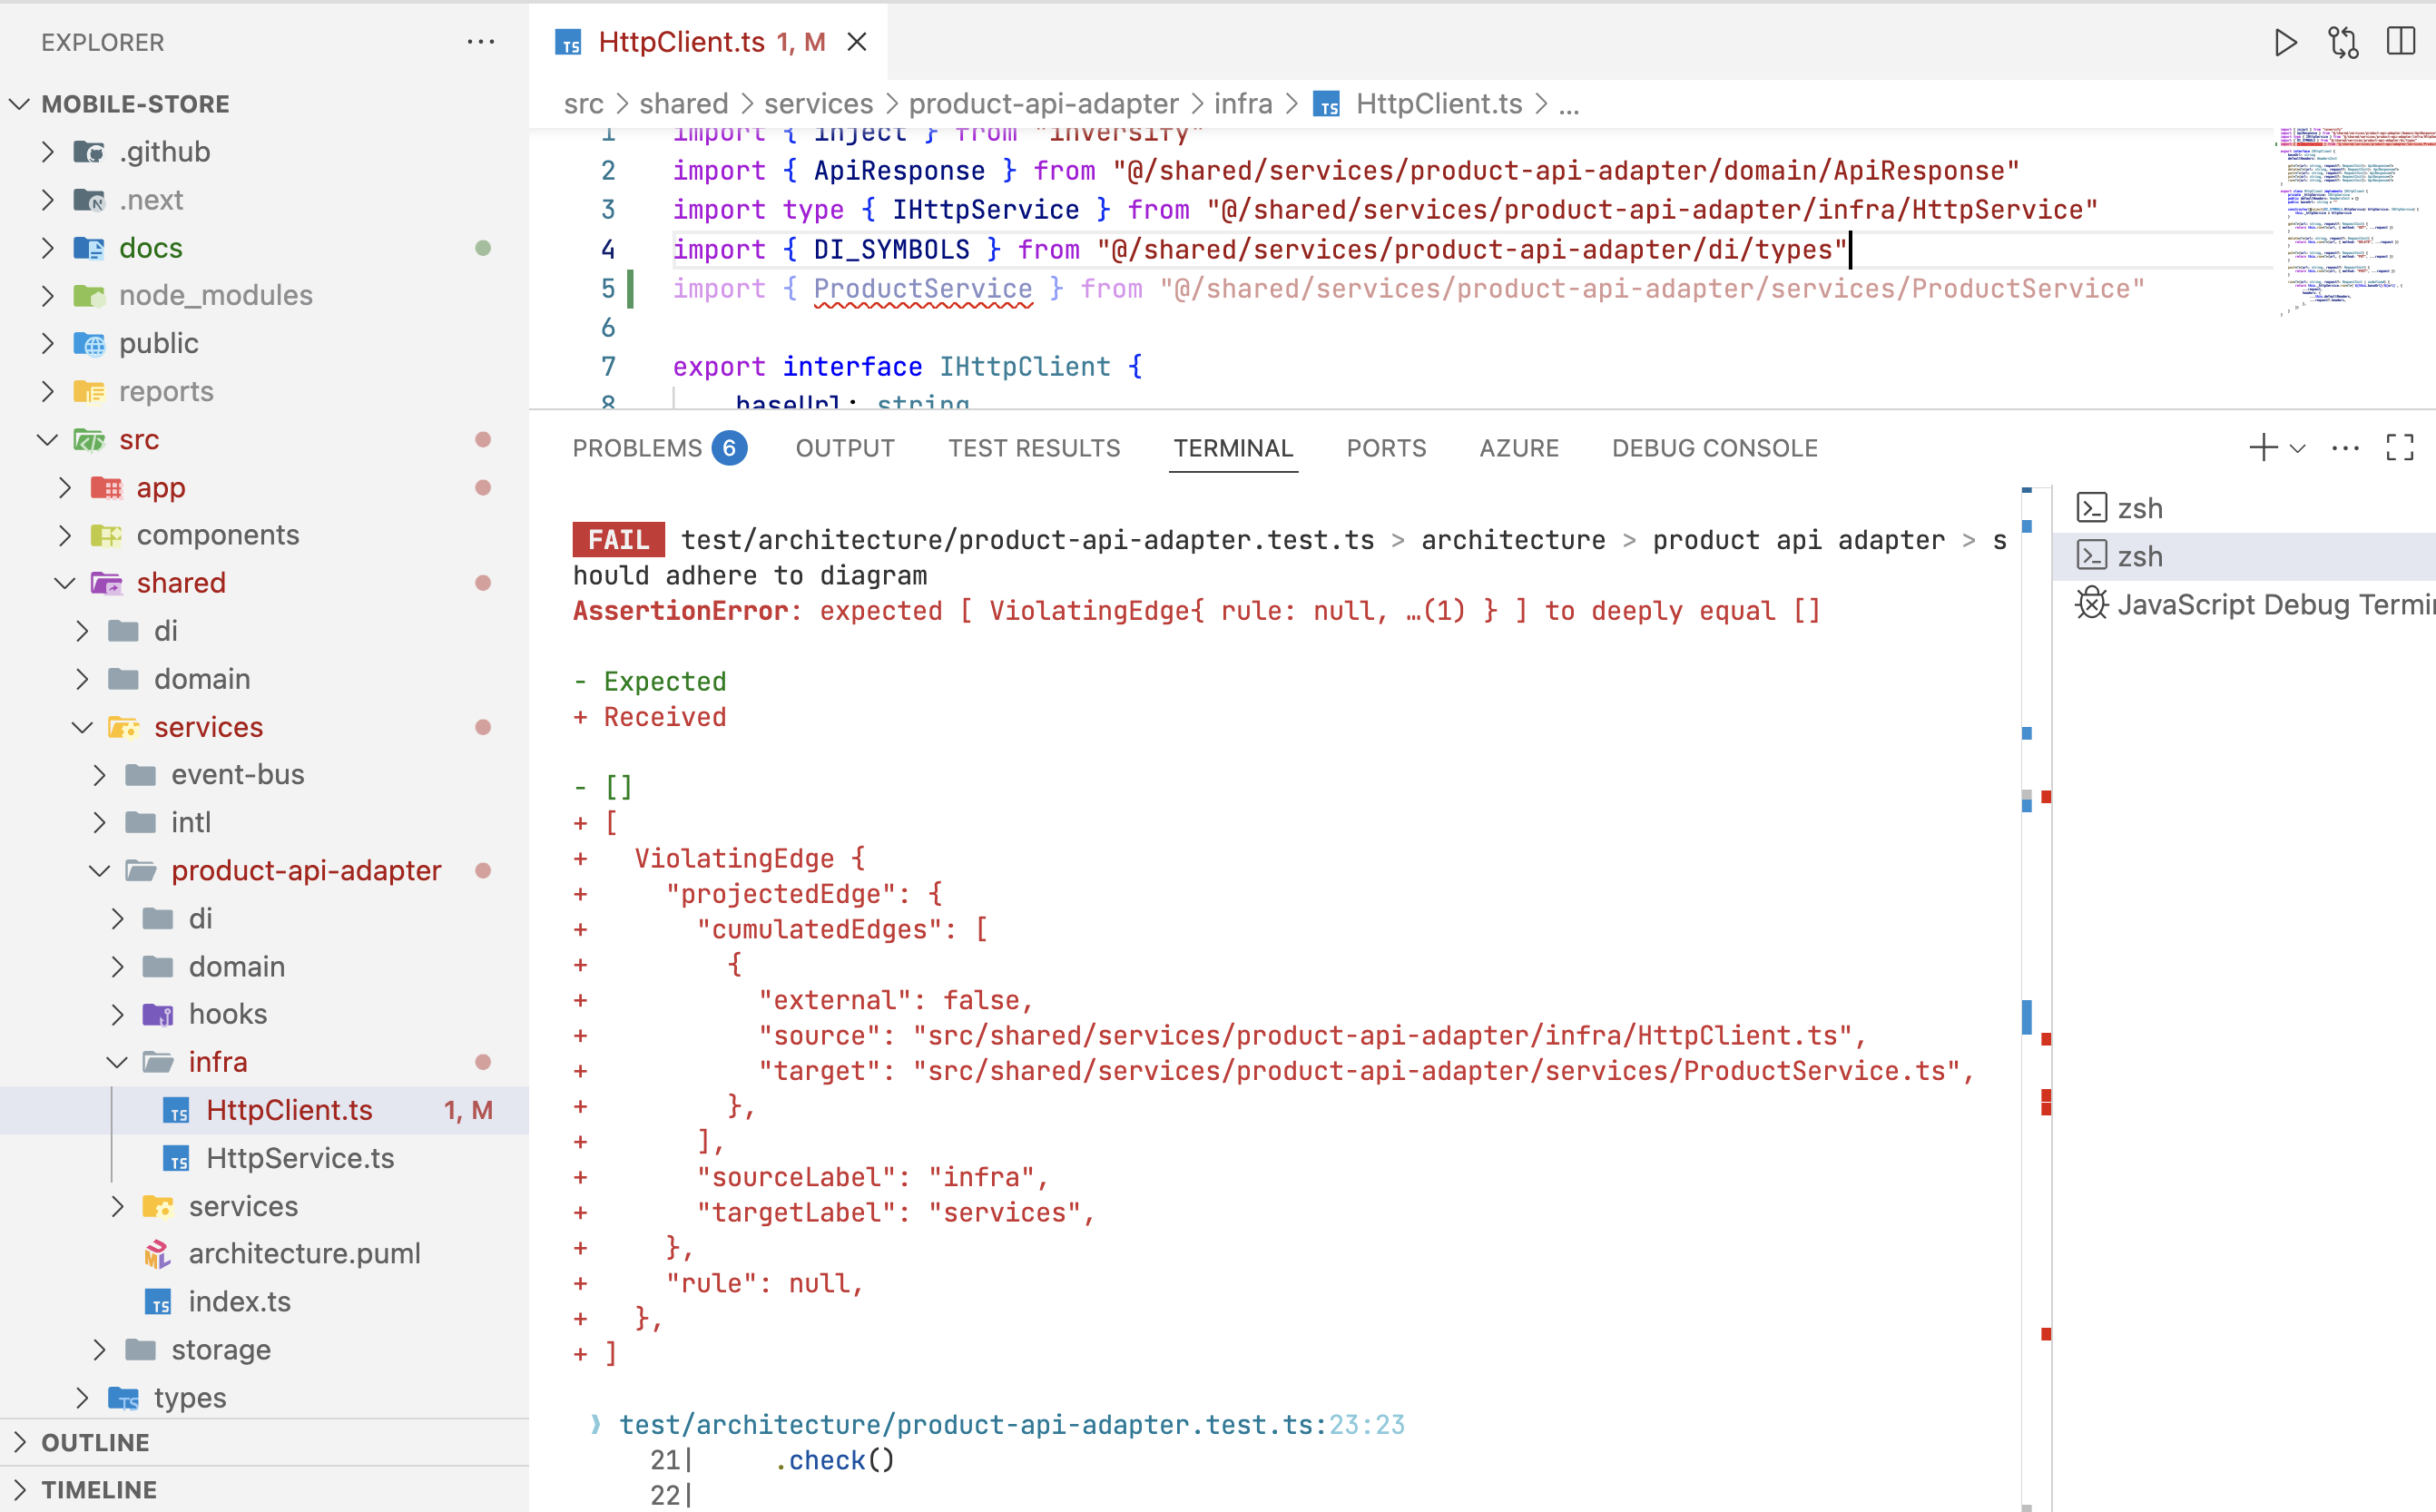 EXPLORER
MOBILE-STORE
.github
.next
docs
node_modules
public
reports
src
app
components
shared
di
domain
services
event-bus
intl
product-api-adapter
di
domain
hooks
infra
HttpClient.ts 1, M
HttpService.ts
services
architecture.puml
index.ts
storage
types
OUTLINE
TIMELINE
HttpClient.ts 1, M
src > shared > services > product-api-adapter > infra > HttpClient.ts > ...
1 import { inject } from "inversify"
2 import { ApiResponse } from "@/shared/services/product-api-adapter/domain/ApiResponse"
3 import type { IHttpService } from "@/shared/services/product-api-adapter/infra/HttpService"
4 import { DI_SYMBOLS } from "@/shared/services/product-api-adapter/di/types"
5 import { ProductService } from "@/shared/services/product-api-adapter/services/ProductService"
6
7 export interface IHttpClient {
8 baseUrl: string
PROBLEMS 6 OUTPUT TEST RESULTS TERMINAL PORTS AZURE DEBUG CONSOLE
FAIL test/architecture/product-api-adapter.test.ts > architecture > product api adapter > s
hould adhere to diagram
AssertionError: expected [ ViolatingEdge{ rule: null, …(1) } ] to deeply equal []
- Expected
+ Received
- []
+ [
+ ViolatingEdge {
+ "projectedEdge": {
+ "cumulatedEdges": [
+ {
+ "external": false,
+ "source": "src/shared/services/product-api-adapter/infra/HttpClient.ts",
+ "target": "src/shared/services/product-api-adapter/services/ProductService.ts",
+ },
+ ],
+ "sourceLabel": "infra",
+ "targetLabel": "services",
+ },
+ "rule": null,
+ },
+ ]
❯ test/architecture/product-api-adapter.test.ts:23:23
21| .check()
22|
zsh
zsh
JavaScript Debug Termi